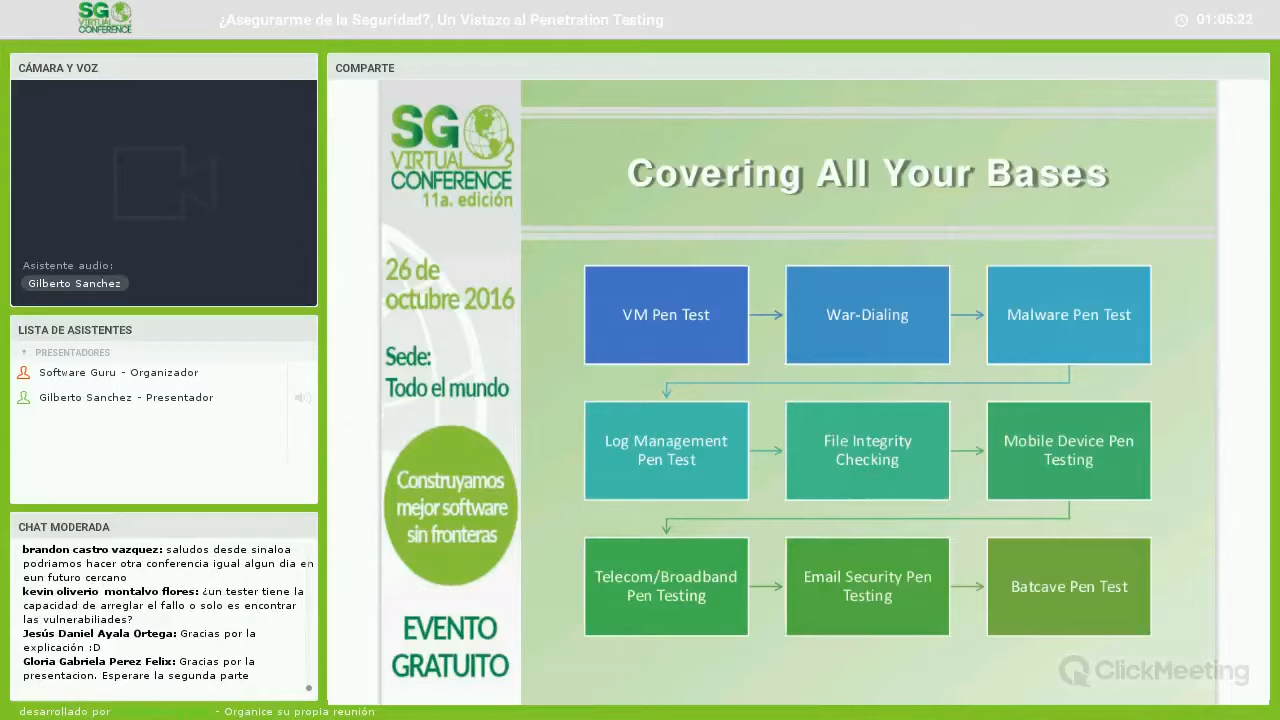 SG
VIRTUAL
CONFERENCE
¿Asegurarme de la Seguridad?, Un Vistazo al Penetration Testing
01:05:22
CÁMARA Y VOZ
Asistente audio:
Gilberto Sanchez
LISTA DE ASISTENTES
PRESENTADORES
Software Guru - Organizador
Gilberto Sanchez - Presentador
CHAT MODERADA
brandon castro vazquez: saludos desde sinaloa
podriamos hacer otra conferencia igual algun dia en
eun futuro cercano
kevin oliverio montalvo flores: ¿un tester tiene la
capacidad de arreglar el fallo o solo es encontrar
las vulnerabiliades?
Jesús Daniel Ayala Ortega: Gracias por la
explicación :D
Gloria Gabriela Perez Felix: Gracias por la
presentacion. Esperare la segunda parte
desarrollado por - Organice su propia reunión
COMPARTE
SG
VIRTUAL
CONFERENCE
11a. edición
26 de
octubre 2016
Sede:
Todo el mundo
Construyamos
mejor software
sin fronteras
EVENTO
GRATUITO
Covering All Your Bases
VM Pen Test
War-Dialing
Malware Pen Test
Log Management
Pen Test
File Integrity
Checking
Mobile Device Pen
Testing
Telecom/Broadband
Pen Testing
Email Security Pen
Testing
Batcave Pen Test
ClickMeeting